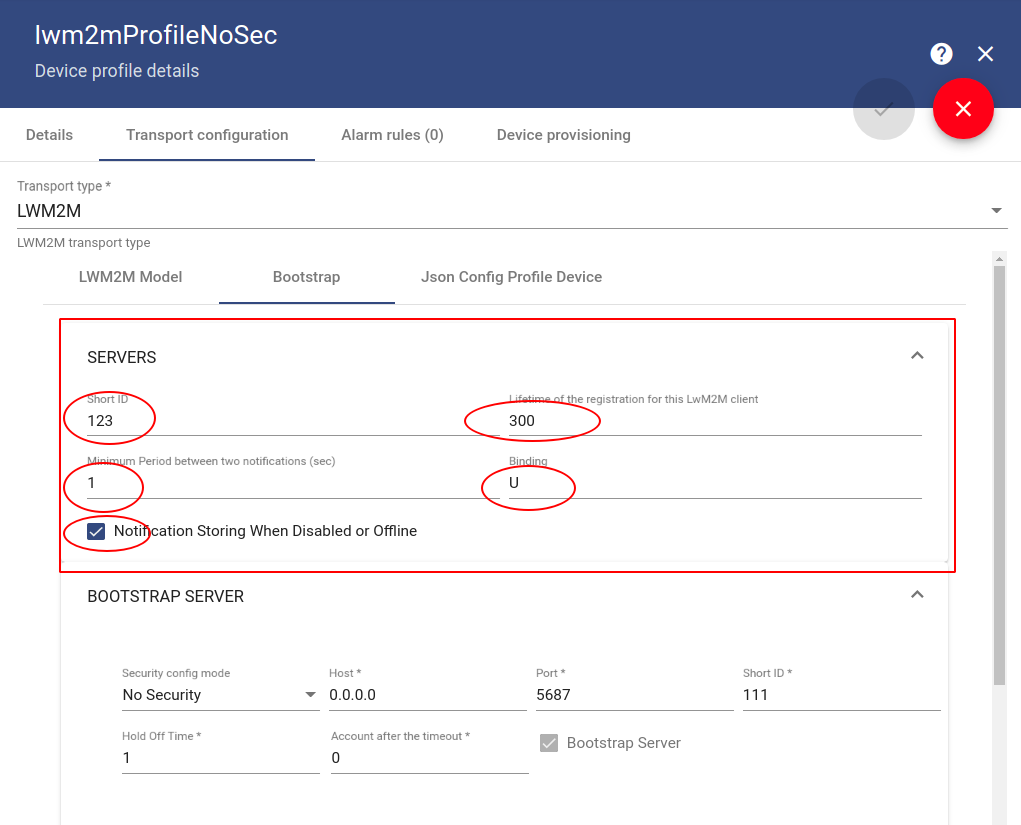 lwm2mProfileNoSec
Device profile details
?
Details Transport configuration Alarm rules (0) Device provisioning
Transport type *
LWM2M
LWM2M transport type
LWM2M Model Bootstrap Json Config Profile Device
SERVERS
Short ID Lifetime of the registration for this LwM2M client
123 300
Minimum Period between two notifications (sec) Binding
1 U
Notification Storing When Disabled or Offline
BOOTSTRAP SERVER
Security config mode Host * Port * Short ID *
No Security 0.0.0.0 5687 111
Hold Off Time * Account after the timeout *
1 0 Bootstrap Server